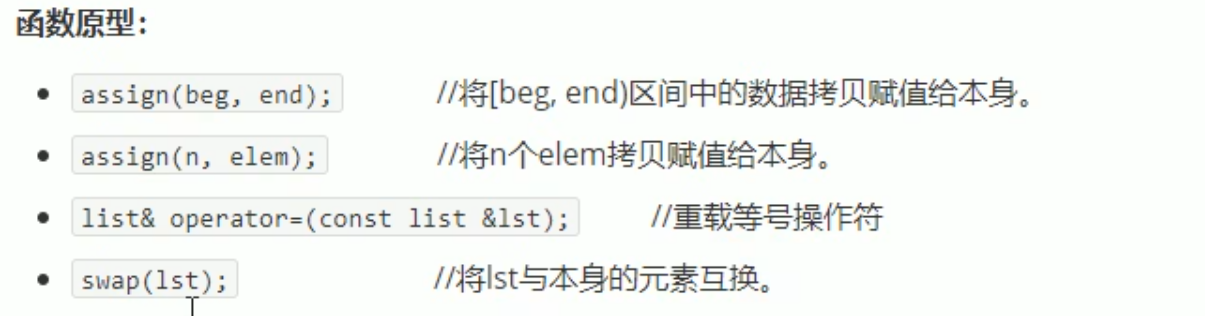 函数原型：
assign(beg, end); //将[beg, end)区间中的数据拷贝赋值给本身。
assign(n, elem); //将n个elem拷贝赋值给本身。
list& operator=(const list &lst); //重载等号操作符
swap(lst); //将lst与本身的元素互换。